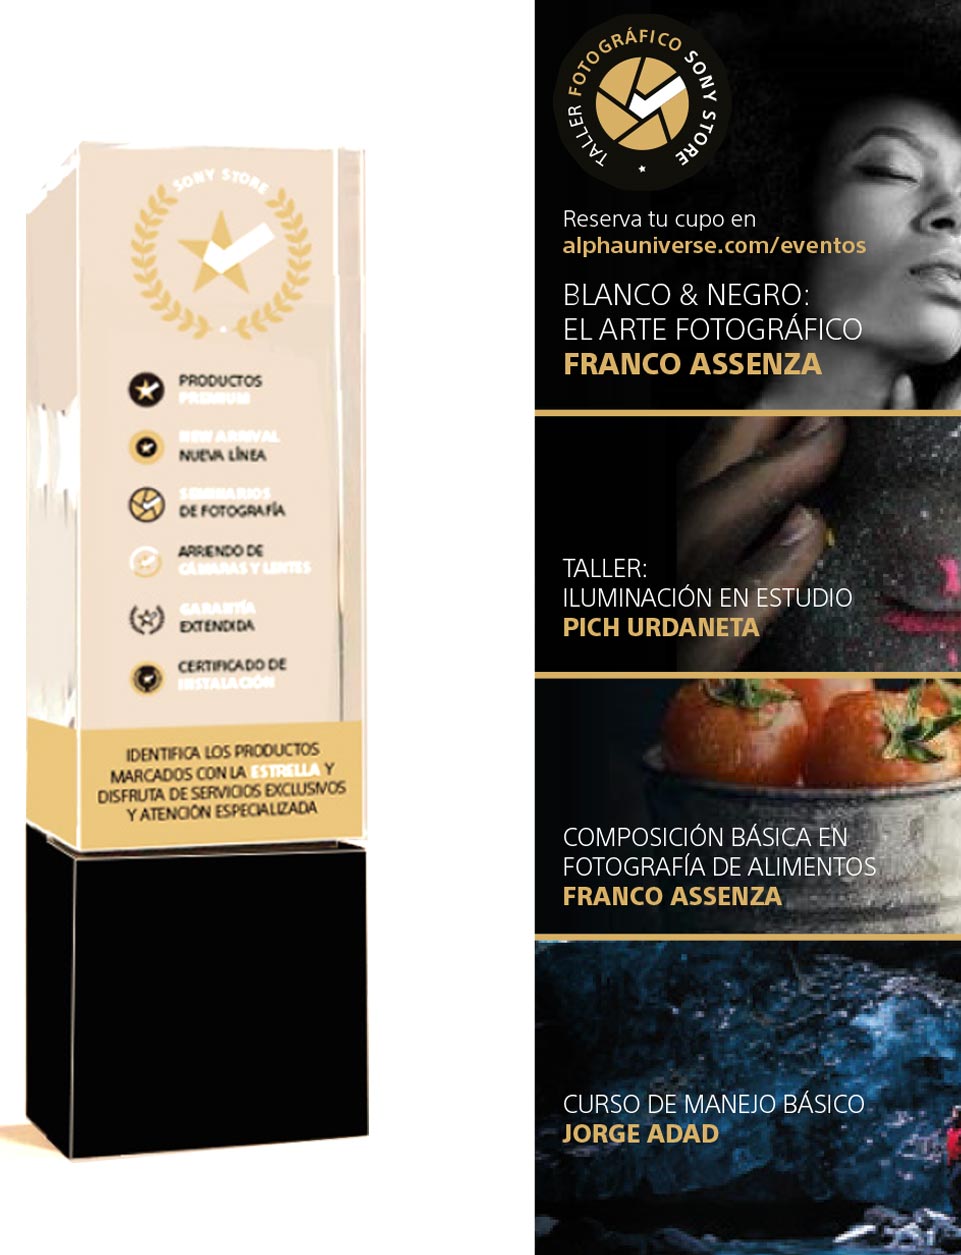 SONY STORE
PRODUCTOS
PREMIUM
NEW ARRIVAL
NUEVA LÍNEA
SEMINARIOS
DE FOTOGRAFÍA
ARRIENDO DE
CÁMARAS Y LENTES
GARANTÍA
EXTENDIDA
CERTIFICADO DE
INSTALACIÓN
IDENTIFICA LOS PRODUCTOS
MARCADOS CON LA ESTRELLA Y
DISFRUTA DE SERVICIOS EXCLUSIVOS
Y ATENCIÓN ESPECIALIZADA
TALLER FOTOGRÁFICO SONY STORE
Reserva tu cupo en
alphauniverse.com/eventos
BLANCO & NEGRO:
EL ARTE FOTOGRÁFICO
FRANCO ASSENZA
TALLER:
ILUMINACIÓN EN ESTUDIO
PICH URDANETA
COMPOSICIÓN BÁSICA EN
FOTOGRAFÍA DE ALIMENTOS
FRANCO ASSENZA
CURSO DE MANEJO BÁSICO
JORGE ADAD